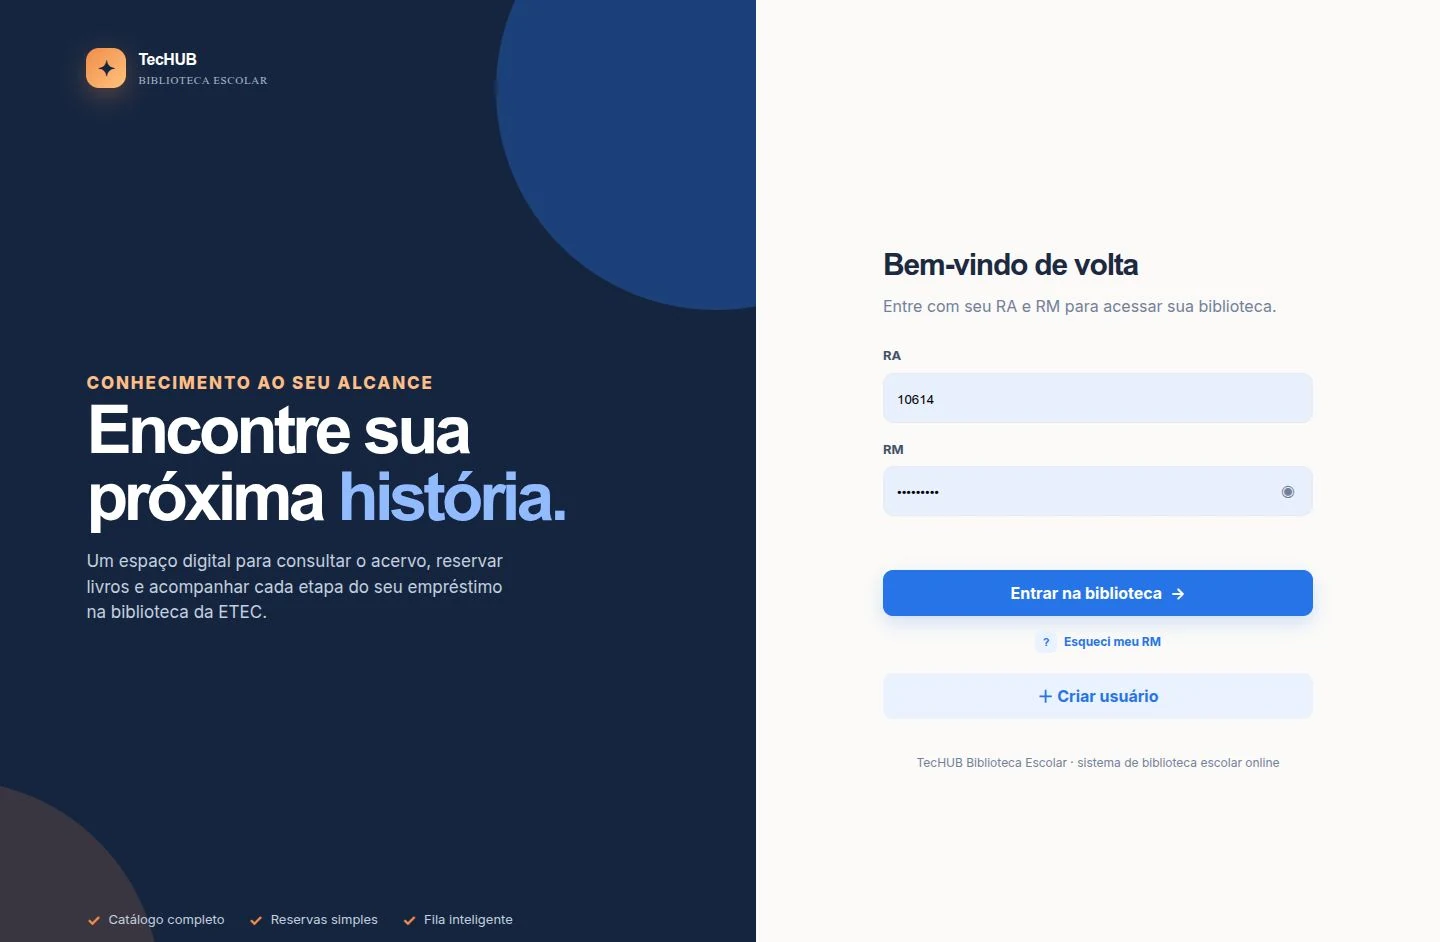 TecHUB
BIBLIOTECA ESCOLAR
CONHECIMENTO AO SEU ALCANCE
Encontre sua
próxima história.
Um espaço digital para consultar o acervo, reservar
livros e acompanhar cada etapa do seu empréstimo
na biblioteca da ETEC.
Catálogo completo
Reservas simples
Fila inteligente
Bem-vindo de volta
Entre com seu RA e RM para acessar sua biblioteca.
RA
10614
RM
•••••••••
Entrar na biblioteca →
? Esqueci meu RM
+ Criar usuário
TecHUB Biblioteca Escolar · sistema de biblioteca escolar online